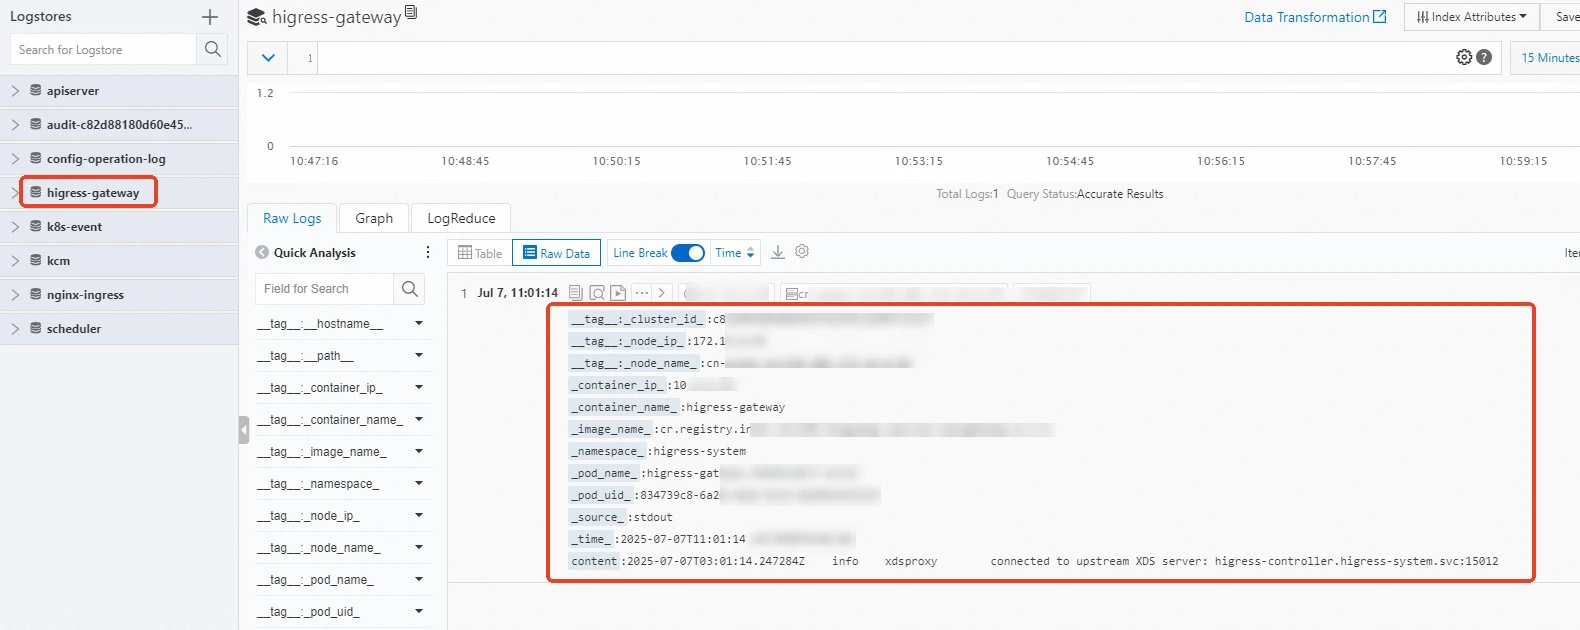 Logstores
Search for Logstore
apiserver
audit-c82d88180d60e45...
config-operation-log
higress-gateway
k8s-event
kcm
nginx-ingress
scheduler
higress-gateway
Data Transformation
Index Attributes
Save
1
15 Minutes
1.2
0
10:47:16 10:48:45 10:50:15 10:51:45 10:53:15 10:54:45 10:56:15 10:57:45 10:59:15
Total Logs:1 Query Status:Accurate Results
Raw Logs Graph LogReduce
Quick Analysis
Field for Search
__tag__:__hostname__
__tag__:__path__
__tag__:_container_ip_
__tag__:_container_name_
__tag__:_image_name_
__tag__:_namespace_
__tag__:_node_ip_
__tag__:_node_name_
__tag__:_pod_name_
__tag__:_pod_uid_
Table Raw Data Line Break Time
Ite
1 Jul 7, 11:01:14 ... cr
__tag__:_cluster_id_ :c8
__tag__:_node_ip_ :172.1
__tag__:_node_name_ :cn-
_container_ip_ :10
_container_name_ :higress-gateway
_image_name_ :cr.registry.in
_namespace_ :higress-system
_pod_name_ :higress-gat
_pod_uid_ :834739c8-6a2
_source_ :stdout
_time_ :2025-07-07T11:01:14
content :2025-07-07T03:01:14.247284Z info xdsproxy connected to upstream XDS server: higress-controller.higress-system.svc:15012